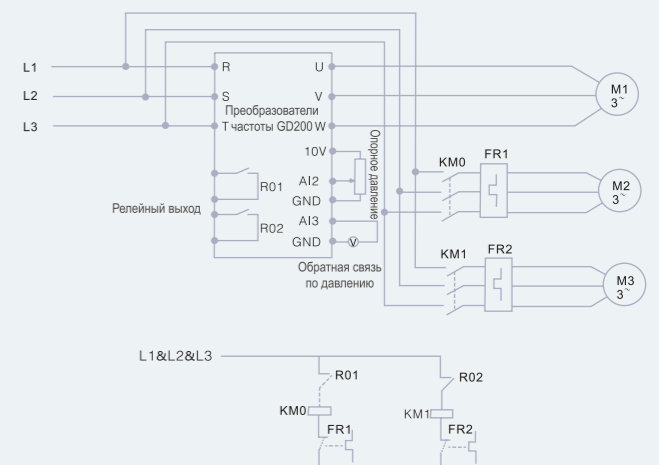 L1
L2
L3
R
S
T
U
V
W
Преобразователи
частоты GD200
10V
AI2
GND
AI3
GND
R01
R02
Релейный выход
Опорное давление
V
Обратная связь
по давлению
M1
3~
KM0
FR1
M2
3~
KM1
FR2
M3
3~
L1&L2&L3
R01
R02
KM0
KM1
FR1
FR2